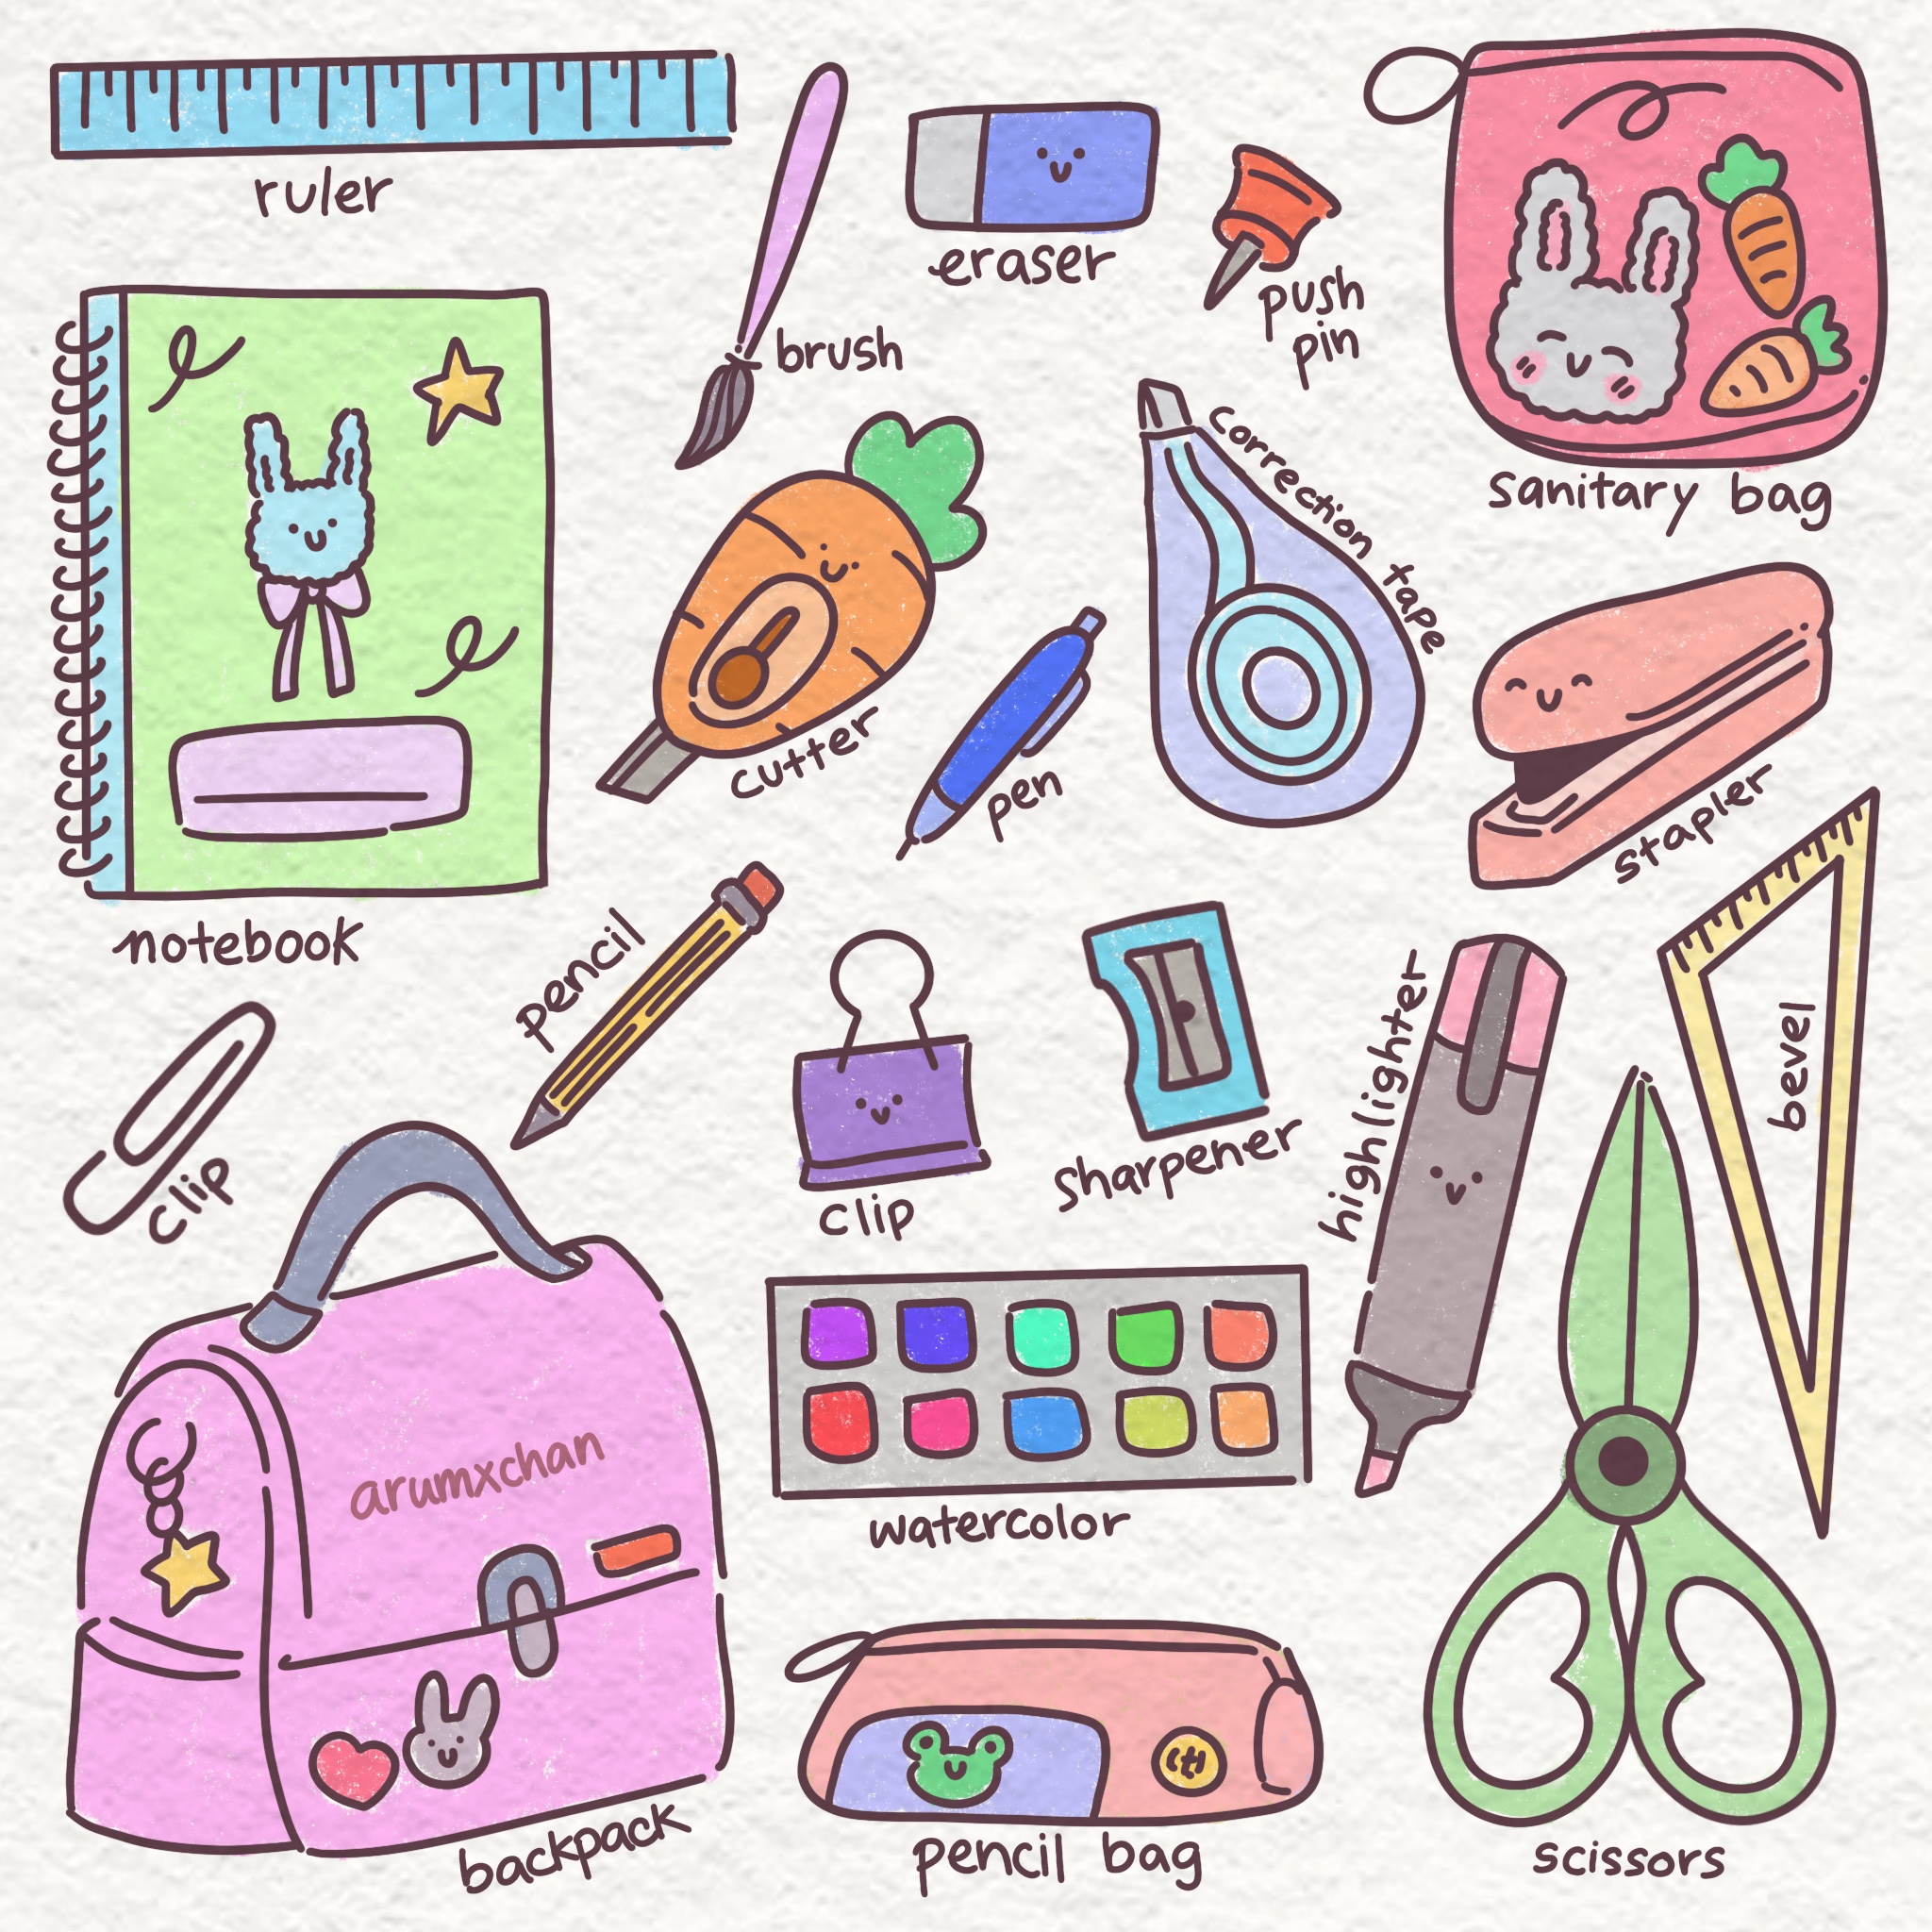 ruler
brush
eraser
push
pin
sanitary bag
notebook
cutter
pen
correction tape
stapler
pencil
clip
clip
sharpener
highlighter
bevel
arumxchan
backpack
watercolor
pencil bag
scissors